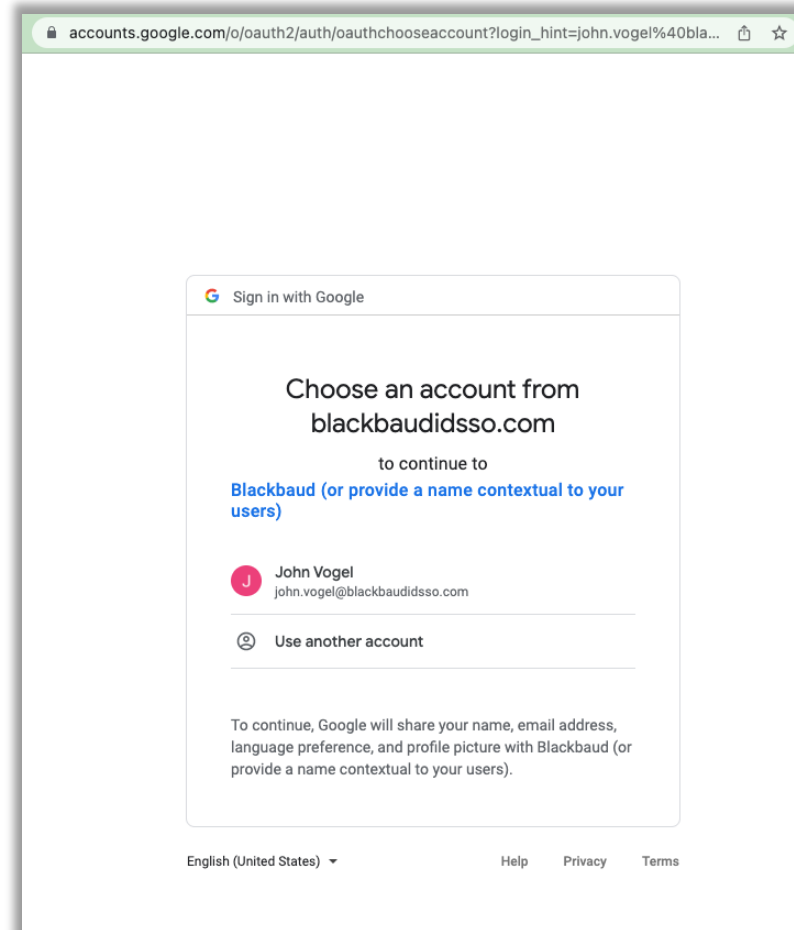 accounts.google.com/o/oauth2/auth/oauthchooseaccount?login_hint=john.vogel%40bla...
Sign in with Google
Choose an account from
blackbaudidsso.com
to continue to
Blackbaud (or provide a name contextual to your
users)
J
John Vogel
john.vogel@blackbaudidsso.com
Use another account
To continue, Google will share your name, email address,
language preference, and profile picture with Blackbaud (or
provide a name contextual to your users).
English (United States) Help Privacy Terms